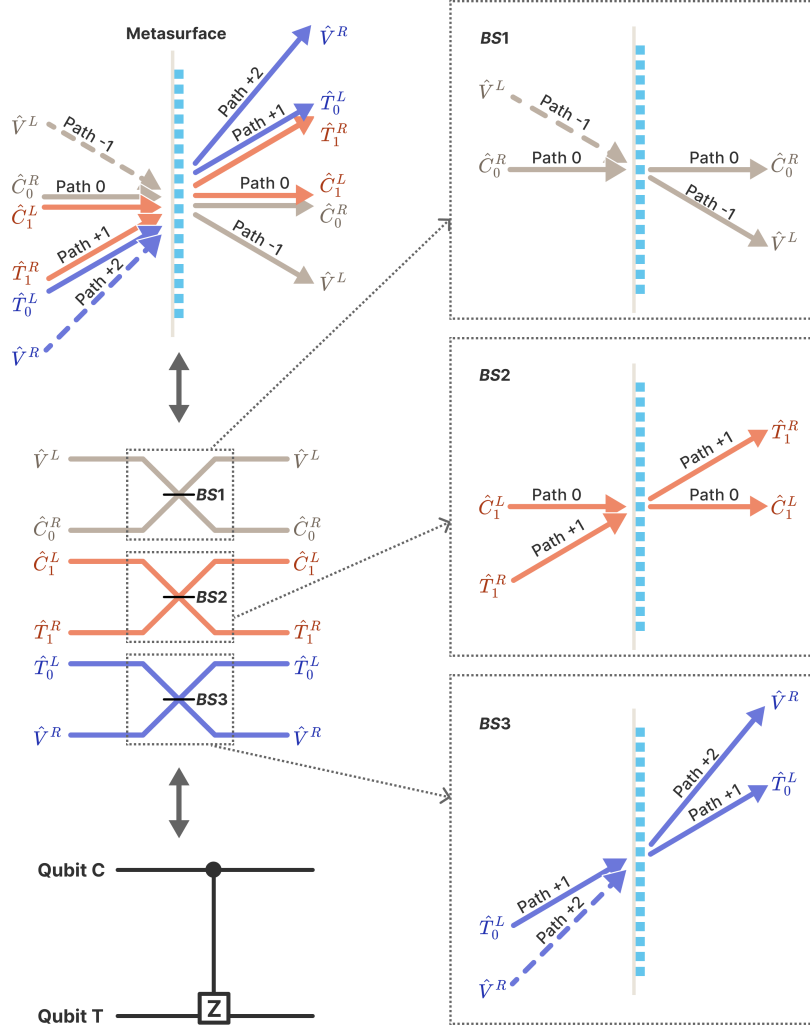 Metasurface
V̂^R
Path +2
T̂_0^L
Path +1
T̂_1^R
V̂^L
Path -1
Ĉ_0^R
Path 0
Ĉ_1^L
Path 0
Ĉ_1^L
Ĉ_0^R
T̂_1^R
Path +1
T̂_0^L
Path +2
V̂^R
Path -1
V̂^L
V̂^L
V̂^L
BS1
Ĉ_0^R
Ĉ_0^R
Ĉ_1^L
Ĉ_1^L
BS2
T̂_1^R
T̂_1^R
T̂_0^L
T̂_0^L
BS3
V̂^R
V̂^R
Qubit C
Z
Qubit T
BS1
V̂^L
Path -1
Ĉ_0^R
Path 0
Path 0
Ĉ_0^R
Path -1
V̂^L
BS2
T̂_1^R
Path +1
Ĉ_1^L
Path 0
Path 0
Ĉ_1^L
Path +1
T̂_1^R
BS3
V̂^R
Path +2
T̂_0^L
Path +1
Path +1
T̂_0^L
Path +2
V̂^R